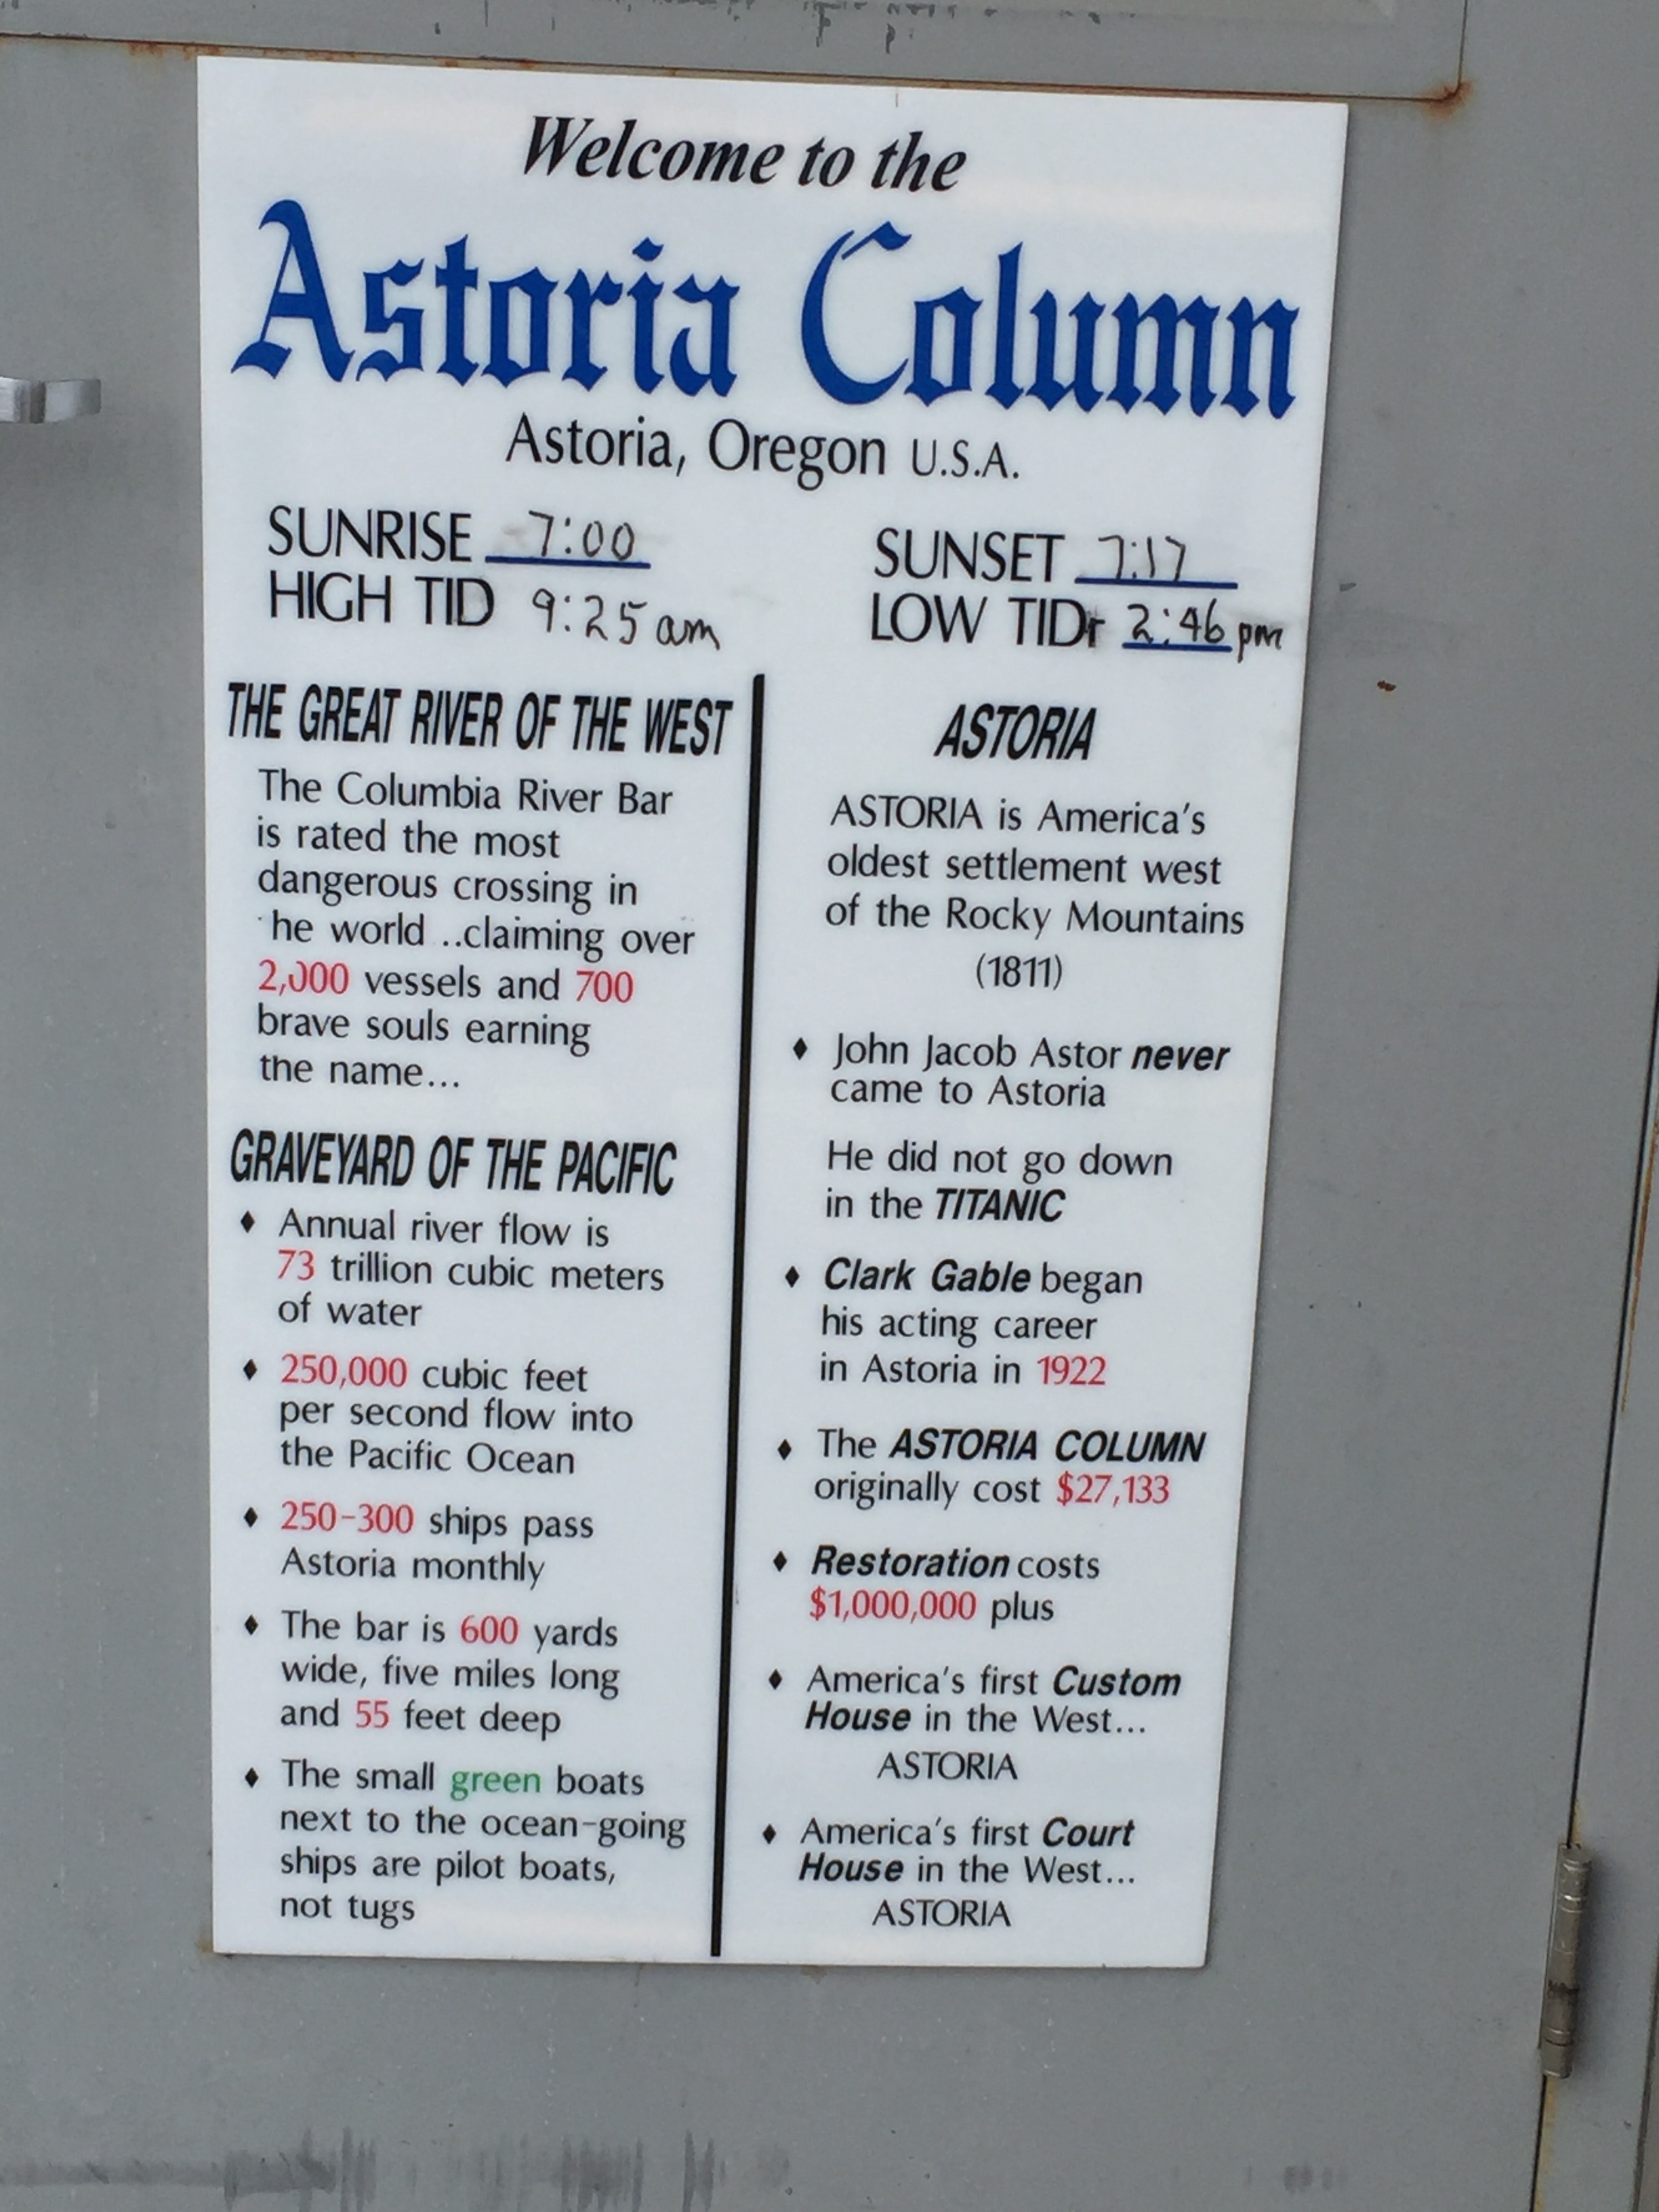 Welcome to the
Astoria Column
Astoria, Oregon U.S.A.
SUNRISE 7:00
HIGH TID 9:25 am
SUNSET 7:17
LOW TIDr 2:46 pm
THE GREAT RIVER OF THE WEST
The Columbia River Bar
is rated the most
dangerous crossing in
he world ..claiming over
2,000 vessels and 700
brave souls earning
the name...
GRAVEYARD OF THE PACIFIC
♦ Annual river flow is
73 trillion cubic meters
of water
♦ 250,000 cubic feet
per second flow into
the Pacific Ocean
♦ 250-300 ships pass
Astoria monthly
♦ The bar is 600 yards
wide, five miles long
and 55 feet deep
♦ The small green boats
next to the ocean-going
ships are pilot boats,
not tugs
ASTORIA
ASTORIA is America's
oldest settlement west
of the Rocky Mountains
(1811)
♦ John Jacob Astor never
came to Astoria
He did not go down
in the TITANIC
♦ Clark Gable began
his acting career
in Astoria in 1922
♦ The ASTORIA COLUMN
originally cost $27,133
♦ Restoration costs
$1,000,000 plus
♦ America's first Custom
House in the West...
ASTORIA
♦ America's first Court
House in the West...
ASTORIA